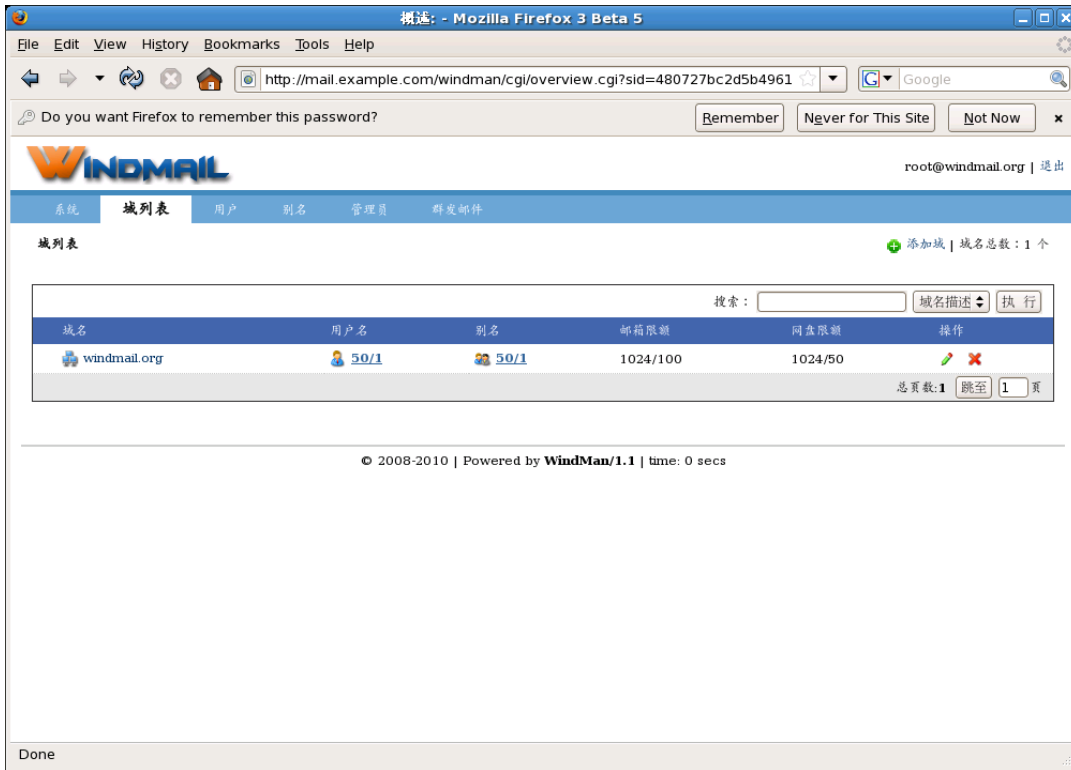 概述: - Mozilla Firefox 3 Beta 5
File Edit View History Bookmarks Tools Help
http://mail.example.com/windman/cgi/overview.cgi?sid=480727bc2d5b4961 G Google
Do you want Firefox to remember this password? Remember Never for This Site Not Now
WINDMAIL
root@windmail.org | 退出
系统 域列表 用户 别名 管理员 群发邮件
域列表 添加域 | 域名总数：1 个
搜索： 域名描述 执 行
域名 用户名 别名 邮箱限额 网盘限额 操作
windmail.org 50/1 50/1 1024/100 1024/50
总页数:1 跳至 1 页
© 2008-2010 | Powered by WindMan/1.1 | time: 0 secs
Done